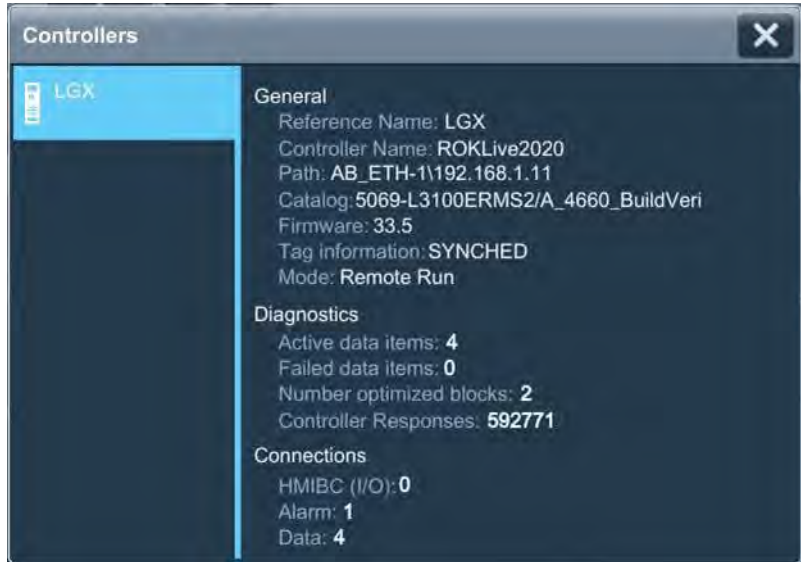 Controllers
LGX
General
Reference Name: LGX
Controller Name: ROKLive2020
Path: AB_ETH-1\192.168.1.11
Catalog: 5069-L3100ERMS2/A_4660_BuildVeri
Firmware: 33.5
Tag information: SYNCHED
Mode: Remote Run
Diagnostics
Active data items: 4
Failed data items: 0
Number optimized blocks: 2
Controller Responses: 592771
Connections
HMIBC (I/O): 0
Alarm: 1
Data: 4